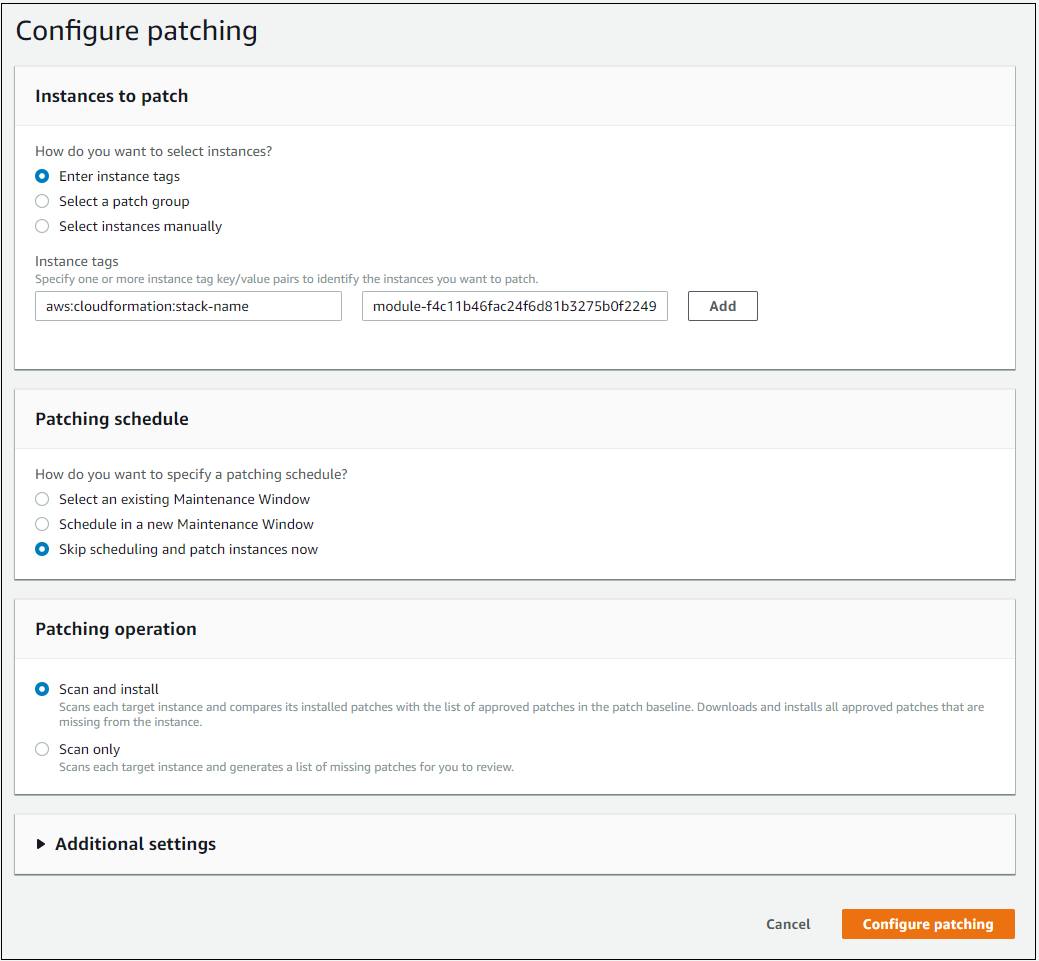 Configure patching
Instances to patch
How do you want to select instances?
Enter instance tags
Select a patch group
Select instances manually
Instance tags
Specify one or more instance tag key/value pairs to identify the instances you want to patch.
aws:cloudformation:stack-name module-f4c11b46fac24f6d81b3275b0f2249 Add
Patching schedule
How do you want to specify a patching schedule?
Select an existing Maintenance Window
Schedule in a new Maintenance Window
Skip scheduling and patch instances now
Patching operation
Scan and install
Scans each target instance and compares its installed patches with the list of approved patches in the patch baseline. Downloads and installs all approved patches that are
missing from the instance.
Scan only
Scans each target instance and generates a list of missing patches for you to review.
Additional settings
Cancel Configure patching